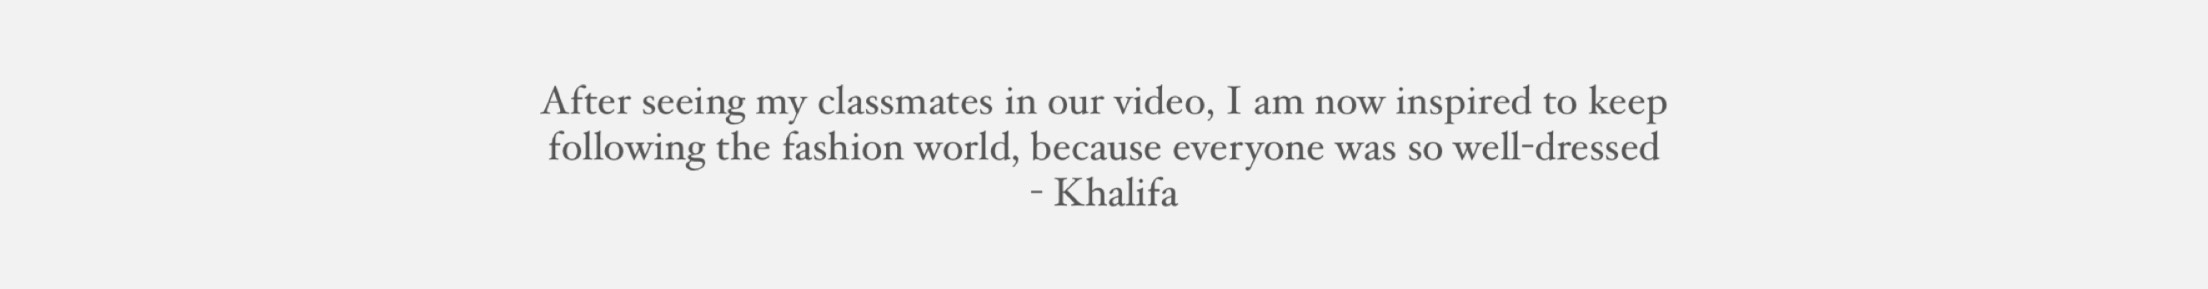 After seeing my classmates in our video, I am now inspired to keep
following the fashion world, because everyone was so well-dressed
- Khalifa